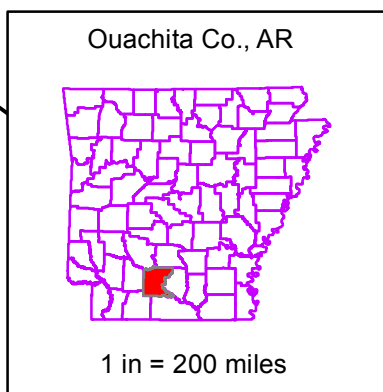 Ouachita Co., AR
1 in = 200 miles